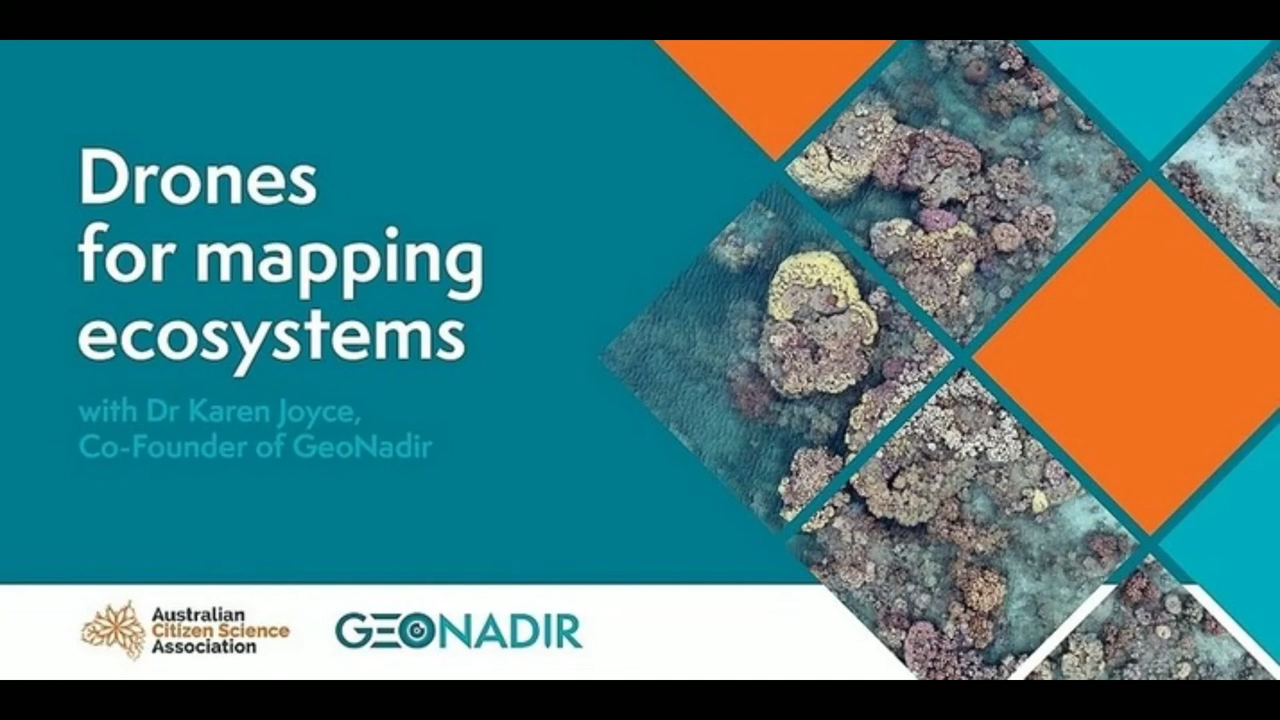 Drones
for mapping
ecosystems
with Dr Karen Joyce,
Co-Founder of GeoNadir
Australian
Citizen Science
Association
GEONADIR